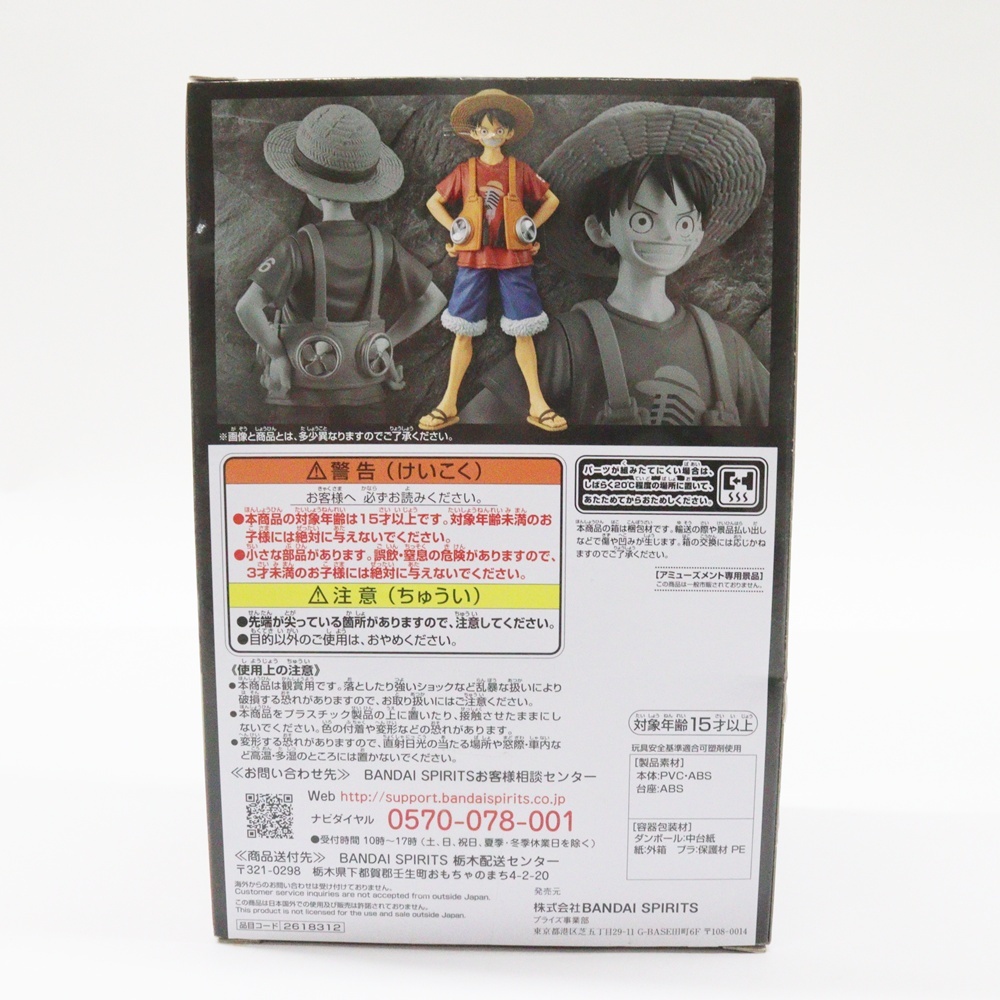 6
※画像と商品とは、多少異なりますのでご了承ください。
⚠警告(けいこく)
お客様へ 必ずお読みください。
●本商品の対象年齢は15才以上です。対象年齢未満のお
子様には絶対に与えないでください。
●小さな部品があります。誤飲・窒息の危険がありますので、
3才未満のお子様には絶対に与えないでください。
⚠注意(ちゅうい)
●先端が尖っている箇所がありますので、注意してください。
●目的以外のご使用は、おやめください。
《使用上の注意》
●本商品は観賞用です。落としたり強いショックなど乱暴な扱いにより
破損する恐れがありますので、お取り扱いにはご注意ください。
●本商品をプラスチック製品の上に置いたり、接触させたままにし
ないでください。色の付着や変形などの恐れがあります。
●変形する恐れがありますので、直射日光の当たる場所や窓際・車内な
ど高温・多湿のところには置かないでください。
≪お問い合わせ先≫ BANDAI SPIRITSお客様相談センター
Web http://support.bandaispirits.co.jp
ナビダイヤル 0570-078-001
●受付時間 10時〜17時(土、日、祝日、夏季・冬季休業日を除く)
≪商品送付先≫ BANDAI SPIRITS 栃木配送センター
〒321-0298 栃木県下都賀郡壬生町おもちゃのまち4-2-20
海外からのお問い合わせは受け付けておりません。
Customer service inquiries are not accepted from outside Japan.
この商品は日本国外での使用及び販売は許諾されておりません。
This product is not licensed for the use and sale outside Japan.
品目コード 2618312
パーツが組みたてにくい場合は、
しばらく20℃程度の場所に置いて、
あたためてからおためしください。
本商品の箱は梱包材です。輸送の際や景品払い出し
などで傷や凹みが生じます。箱の交換には応じかね
ますのでご了承ください。
[アミューズメント専用景品]
この商品は一般市販されておりません。
対象年齢15才以上
玩具安全基準適合可塑剤使用
[製品素材]
本体:PVC・ABS
台座:ABS
[容器包装材]
ダンボール:中台紙
紙:外箱 プラ:保護材 PE
発売元
株式会社BANDAI SPIRITS
プライズ事業部
東京都港区芝五丁目29-11 G-BASE田町6F 〒108-0014